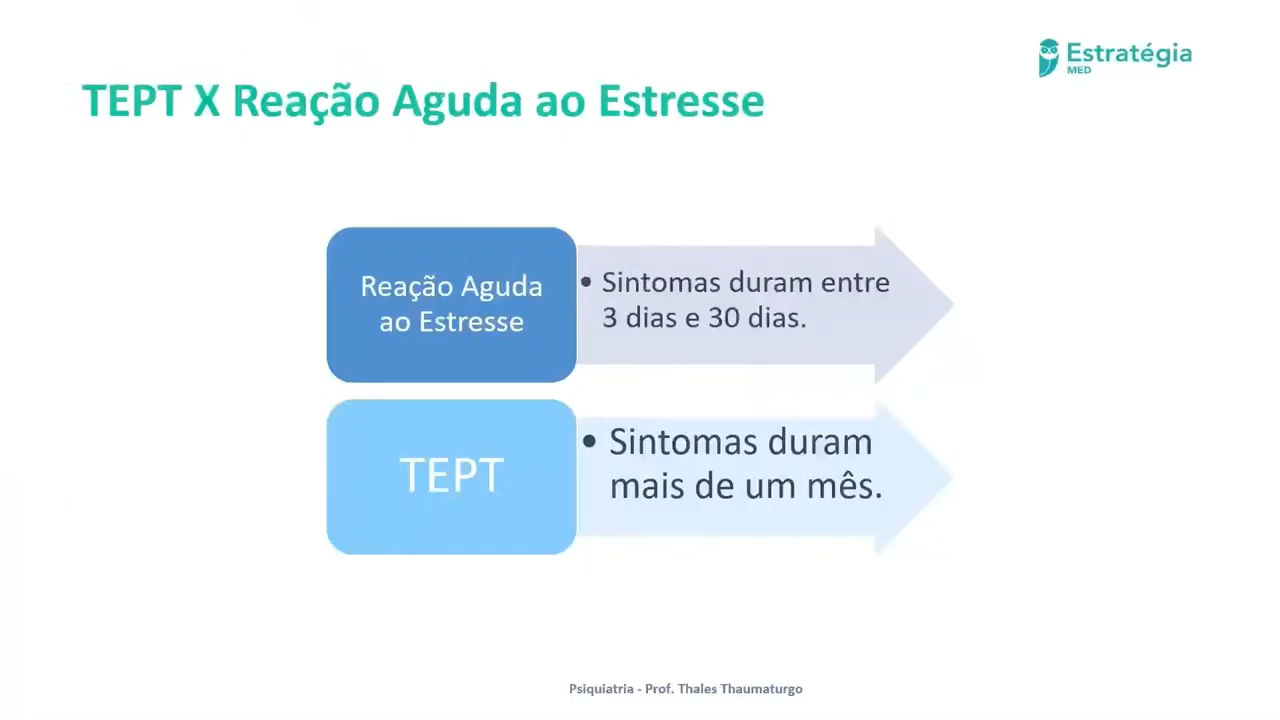 Estratégia
MED
TEPT X Reação Aguda ao Estresse
Reação Aguda
ao Estresse
• Sintomas duram entre
3 dias e 30 dias.
TEPT
• Sintomas duram
mais de um mês.
Psiquiatria - Prof. Thales Thaumaturgo